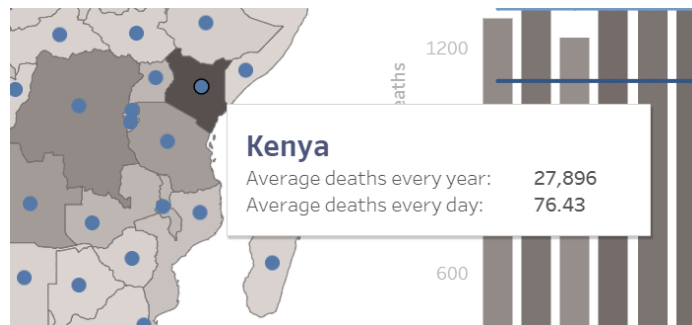 1200
eaths
Kenya
Average deaths every year: 27,896
Average deaths every day: 76.43
600